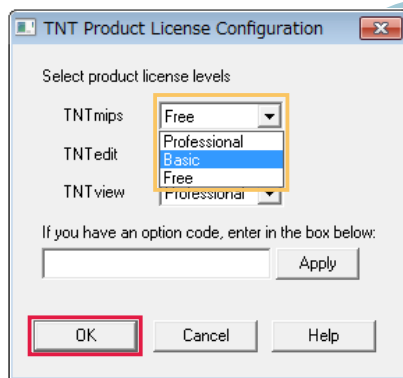 TNT Product License Configuration
Select product license levels
TNTmips Free
Professional
TNTedit Basic
Free
TNTview Professional
If you have an option code, enter in the box below:
Apply
OK Cancel Help